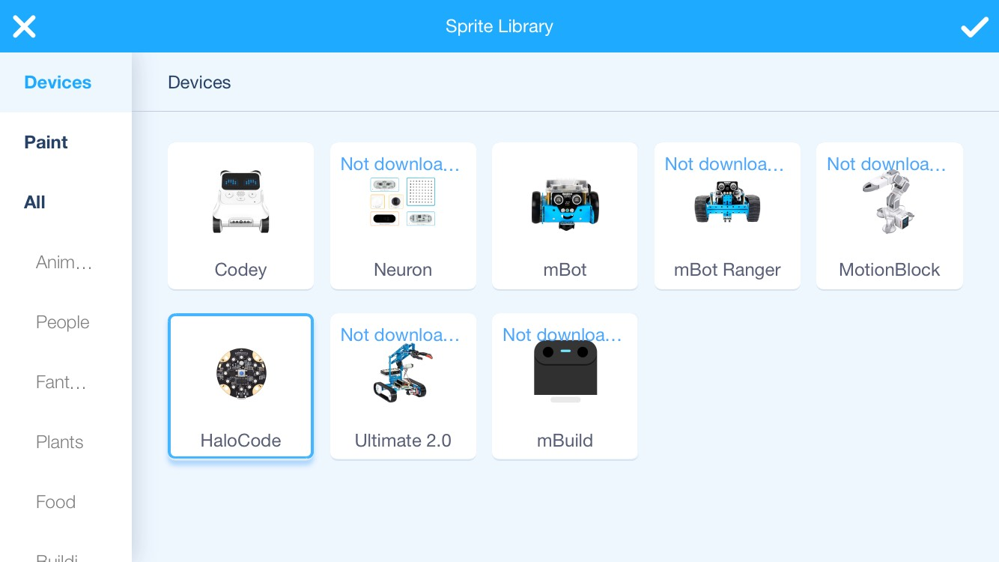 Sprite Library
Devices
Paint
All
Anim...
People
Fant...
Plants
Food
Buildi
Devices
Not downloa... Not downloa... Not downloa...
Codey Neuron mBot mBot Ranger MotionBlock
Not downloa... Not downloa...
HaloCode Ultimate 2.0 mBuild